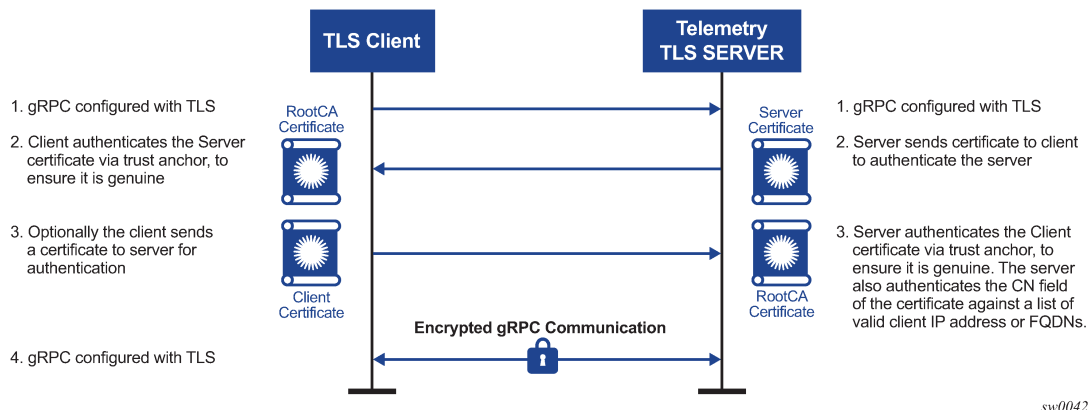 TLS Client
Telemetry
TLS SERVER
1. gRPC configured with TLS
RootCA
Certificate
Server
Certificate
1. gRPC configured with TLS
2. Client authenticates the Server
certificate via trust anchor, to
ensure it is genuine
2. Server sends certificate to client
to authenticate the server
3. Optionally the client sends
a certificate to server for
authentication
Client
Certificate
RootCA
Certificate
3. Server authenticates the Client
certificate via trust anchor, to
ensure it is genuine. The server
also authenticates the CN field
of the certificate against a list of
valid client IP address or FQDNs.
Encrypted gRPC Communication
4. gRPC configured with TLS
sw0042